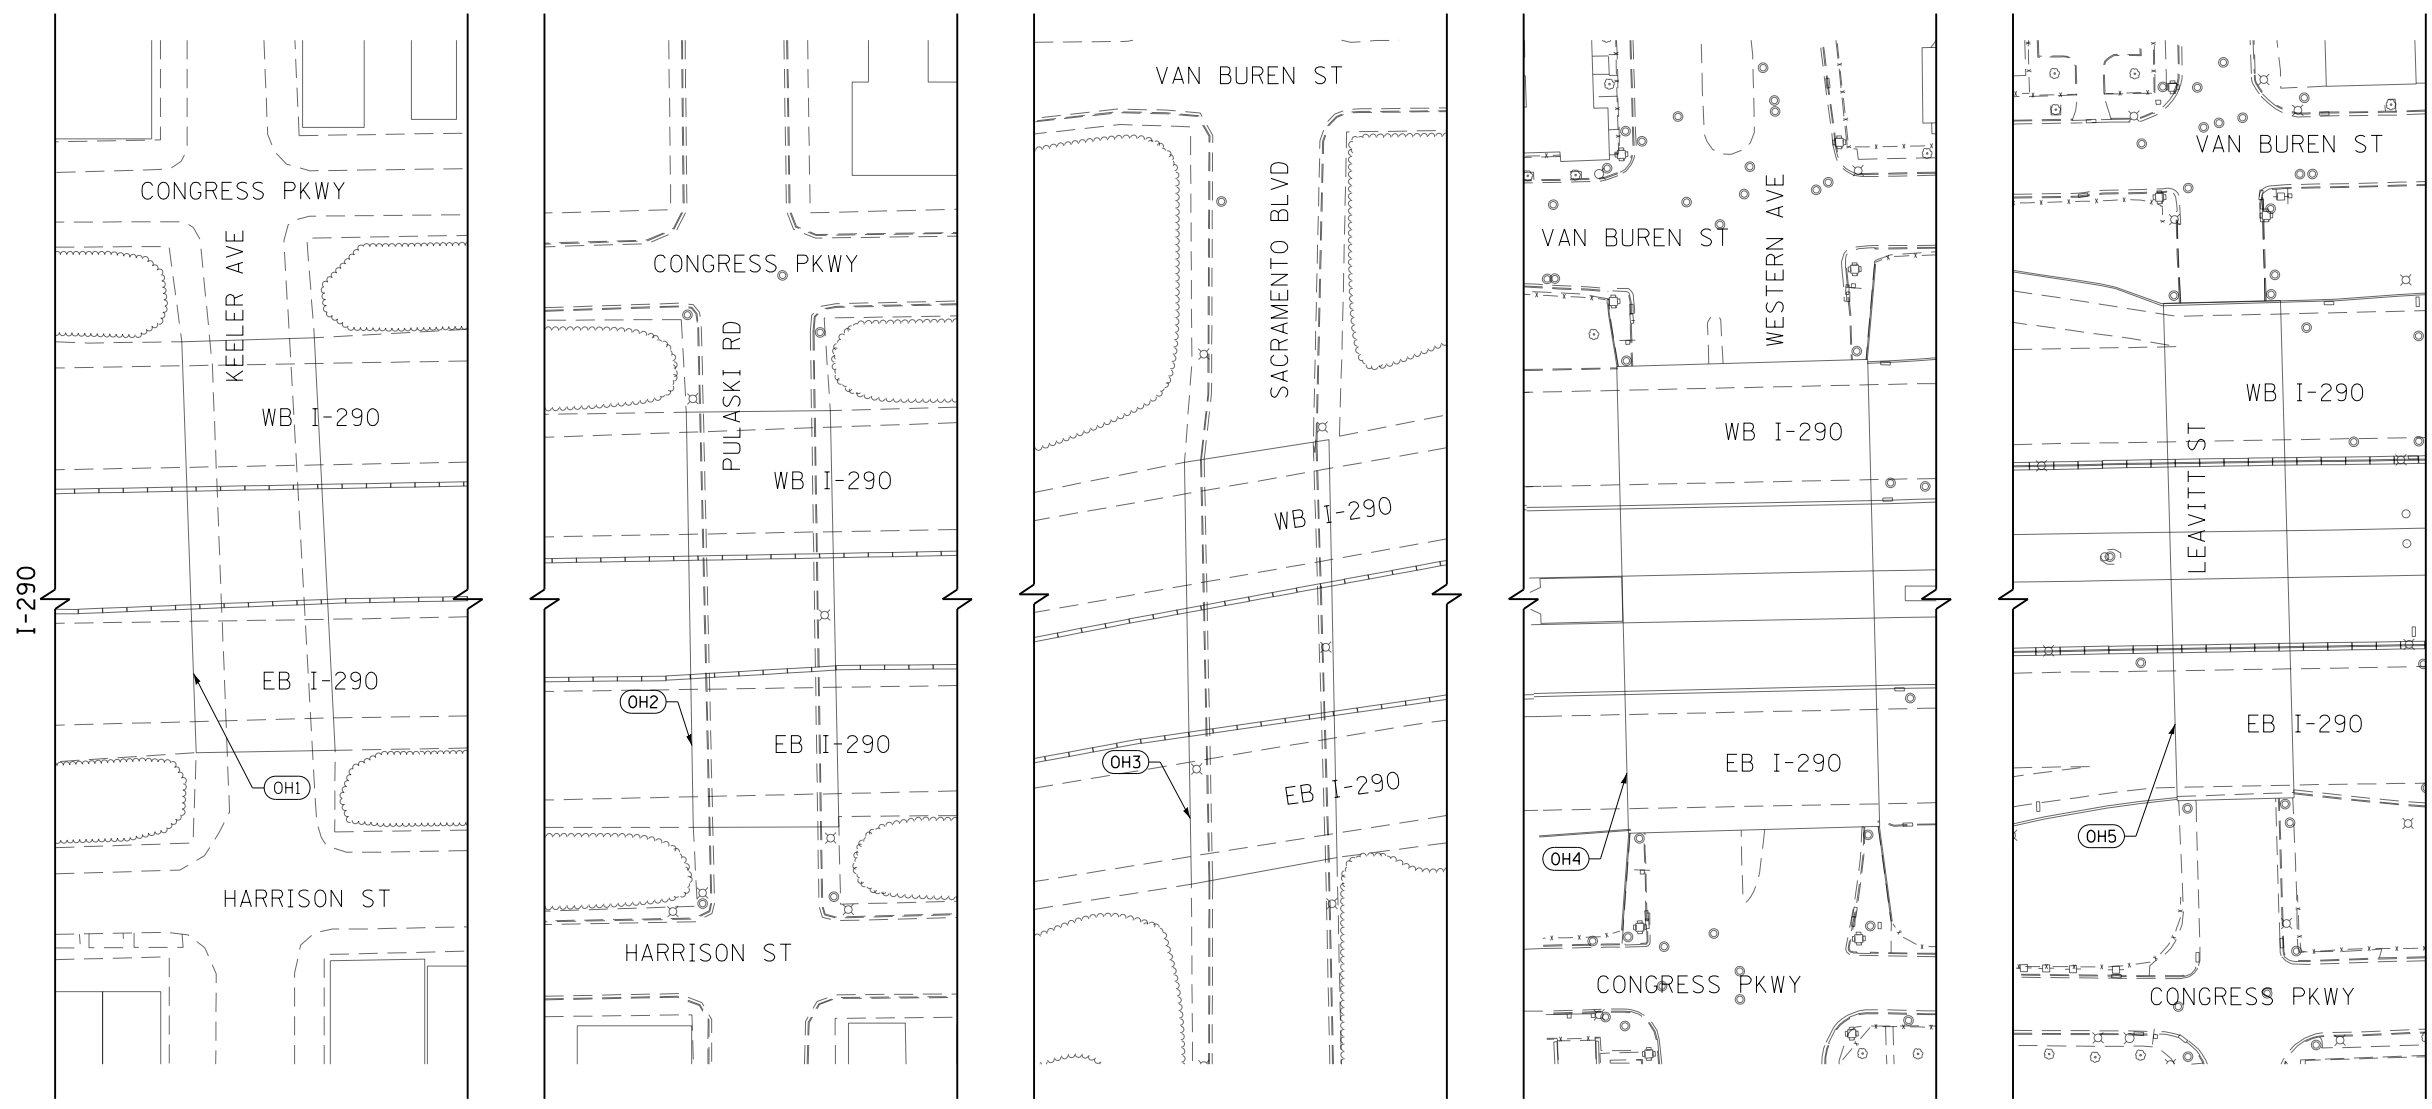 I-290
CONGRESS PKWY
KEELER AVE
WB I-290
EB I-290
OH1
HARRISON ST
CONGRESS PKWY
PULASKI RD
WB I-290
OH2
EB I-290
HARRISON ST
VAN BUREN ST
SACRAMENTO BLVD
WB I-290
OH3
EB I-290
VAN BUREN ST
WESTERN AVE
WB I-290
EB I-290
OH4
CONGRESS PKWY
VAN BUREN ST
WB I-290
LEAVITT ST
EB I-290
OH5
CONGRESS PKWY